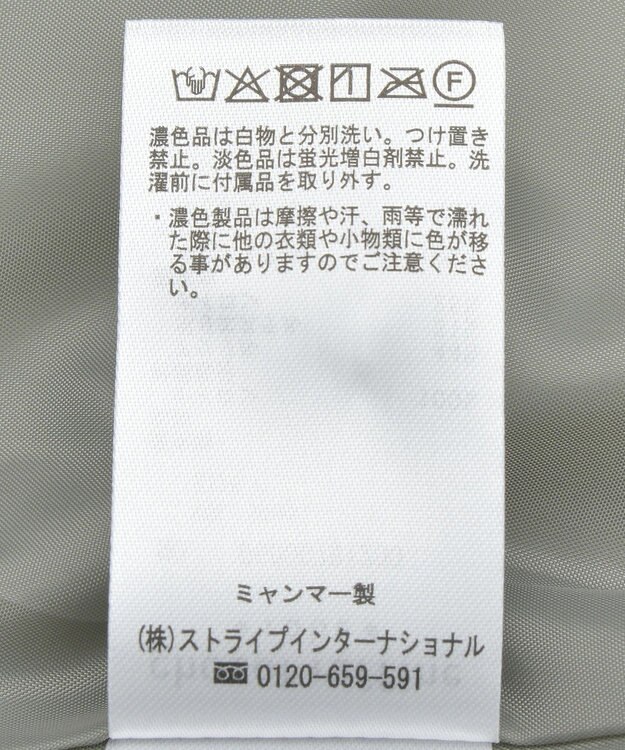 F
濃色品は白物と分別洗い。つけ置き
禁止。淡色品は蛍光増白剤禁止。洗
濯前に付属品を取り外す。
・濃色製品は摩擦や汗、雨等で濡れ
た際に他の衣類や小物類に色が移
る事がありますのでご注意くださ
い。
ミャンマー製
(株)ストライプインターナショナル
0120-659-591